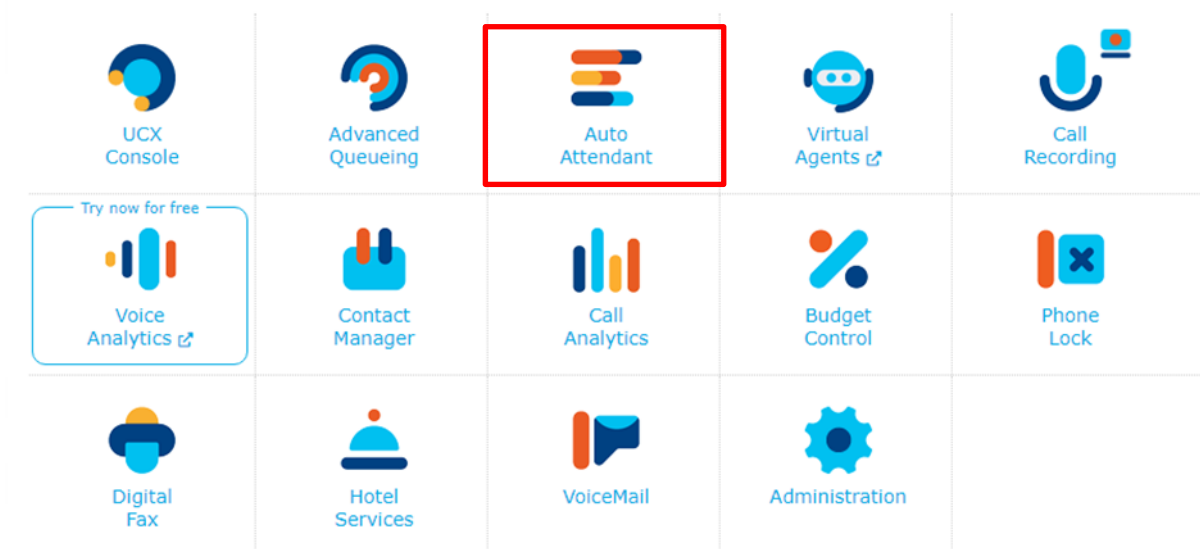 UCX
Console
Advanced
Queueing
Auto
Attendant
Virtual
Agents
Call
Recording
Try now for free
Voice
Analytics
Contact
Manager
Call
Analytics
Budget
Control
Phone
Lock
Digital
Fax
Hotel
Services
VoiceMail
Administration